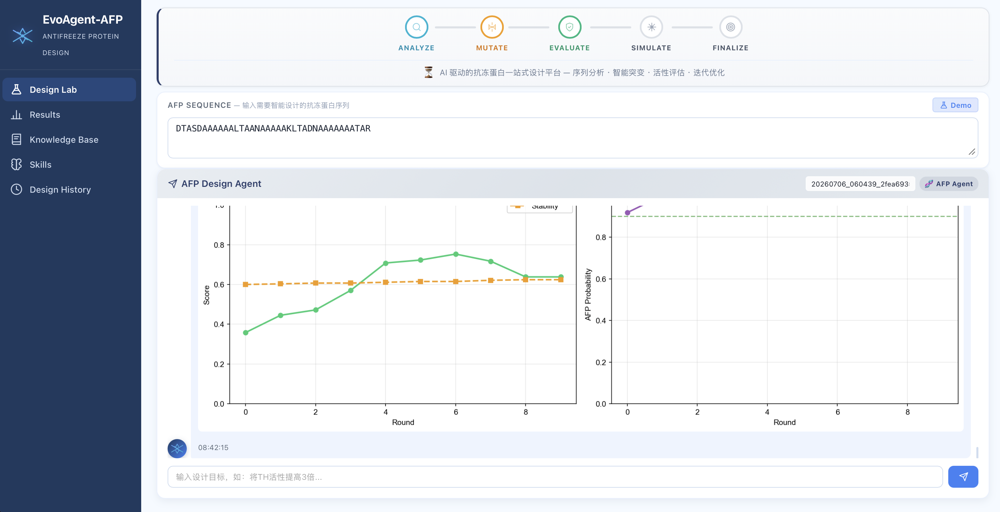 EvoAgent-AFP
ANTIFREEZE PROTEIN
DESIGN
Design Lab
Results
Knowledge Base
Skills
Design History
ANALYZE
MUTATE
EVALUATE
SIMULATE
FINALIZE
AI 驱动的抗冻蛋白一站式设计平台 — 序列分析 · 智能突变 · 活性评估 · 迭代优化
AFP SEQUENCE — 输入需要智能设计的抗冻蛋白序列
Demo
DTASDAAAAAALTAANAAAAAKLTADNAAAAAAATAR
AFP Design Agent
20260706_060439_2fea693
AFP Agent
1.0
Stability
0.8
0.6
0.4
0.2
0.0
Score
0
2
4
6
8
Round
0.8
0.6
0.4
0.2
0.0
AFP Probability
0
2
4
6
8
Round
08:42:15
输入设计目标，如：将TH活性提高3倍...